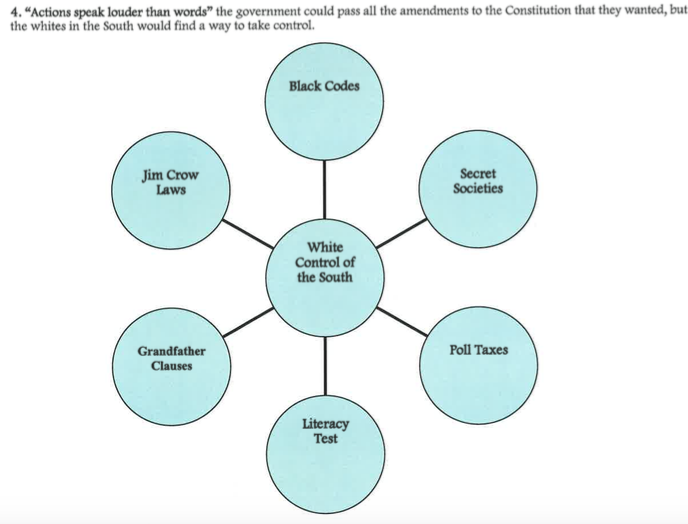 4. “Actions speak louder than words” the government could pass all the amendments to the Constitution that they wanted, but
the whites in the South would find a way to take control.
Black Codes
Jim Crow
Laws
Secret
Societies
White
Control of
the South
Grandfather
Clauses
Poll Taxes
Literacy
Test